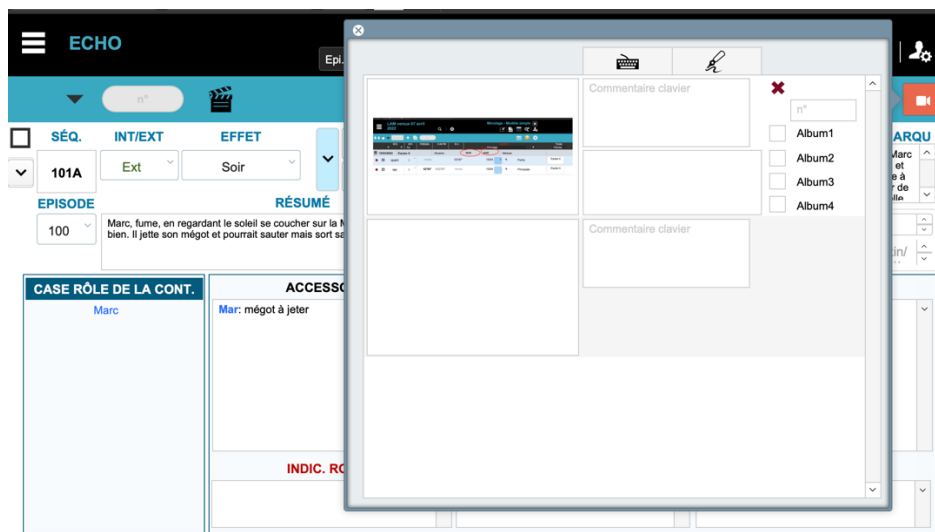 ECHO
Epi.
n°
SÉQ.
INT/EXT
EFFET
101A
Ext
Soir
EPISODE
RÉSUMÉ
100
Marc, fume, en regardant le soleil se coucher sur la M
bien. Il jette son mégot et pourrait sauter mais sort sa
CASE RÔLE DE LA CONT.
Marc
ACCESSO
Mar: mégot à jeter
INDIC. RO
Commentaire clavier
n°
Album1
Album2
Album3
Album4
Commentaire clavier
ARQU
Marc
et
e à
r de
elle
tin/